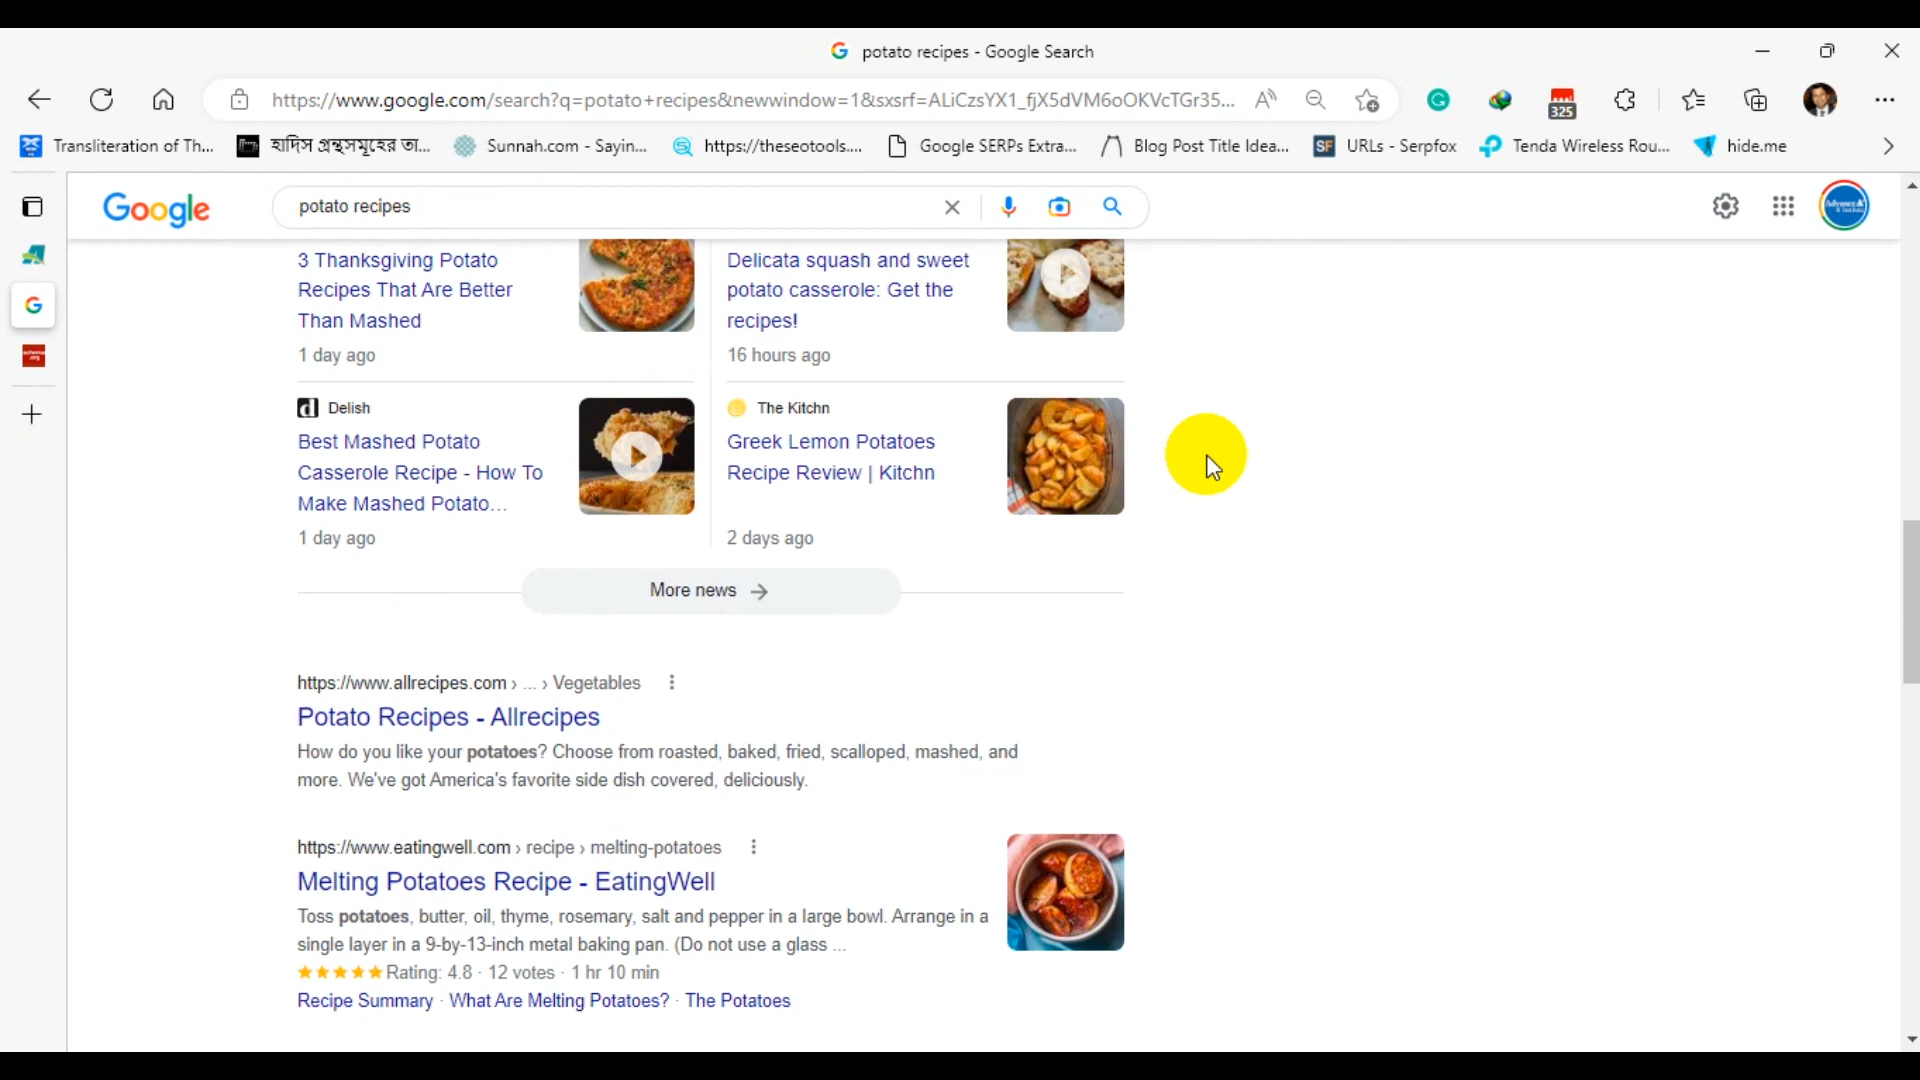 potato recipes - Google Search
https://www.google.com/search?q=potato+recipes&newwindow=1&sxsrf=ALiCzsYX1_fjX5dVM6oOKVcTGr35...
325
Transliteration of Th...
হাদিস গ্রন্থসমূহের তা...
Sunnah.com - Sayin...
https://theseotools....
Google SERPs Extra...
Blog Post Title Idea...
SF URLs - Serpfox
Tenda Wireless Rou...
hide.me
Google
potato recipes
3 Thanksgiving Potato
Recipes That Are Better
Than Mashed
1 day ago
Delicata squash and sweet
potato casserole: Get the
recipes!
16 hours ago
Delish
Best Mashed Potato
Casserole Recipe - How To
Make Mashed Potato...
1 day ago
The Kitchn
Greek Lemon Potatoes
Recipe Review | Kitchn
2 days ago
More news →
https://www.allrecipes.com › ... › Vegetables
Potato Recipes - Allrecipes
How do you like your potatoes? Choose from roasted, baked, fried, scalloped, mashed, and
more. We've got America's favorite side dish covered, deliciously.
https://www.eatingwell.com › recipe › melting-potatoes
Melting Potatoes Recipe - EatingWell
Toss potatoes, butter, oil, thyme, rosemary, salt and pepper in a large bowl. Arrange in a
single layer in a 9-by-13-inch metal baking pan. (Do not use a glass ...
★★★★★ Rating: 4.8 · 12 votes · 1 hr 10 min
Recipe Summary · What Are Melting Potatoes? · The Potatoes